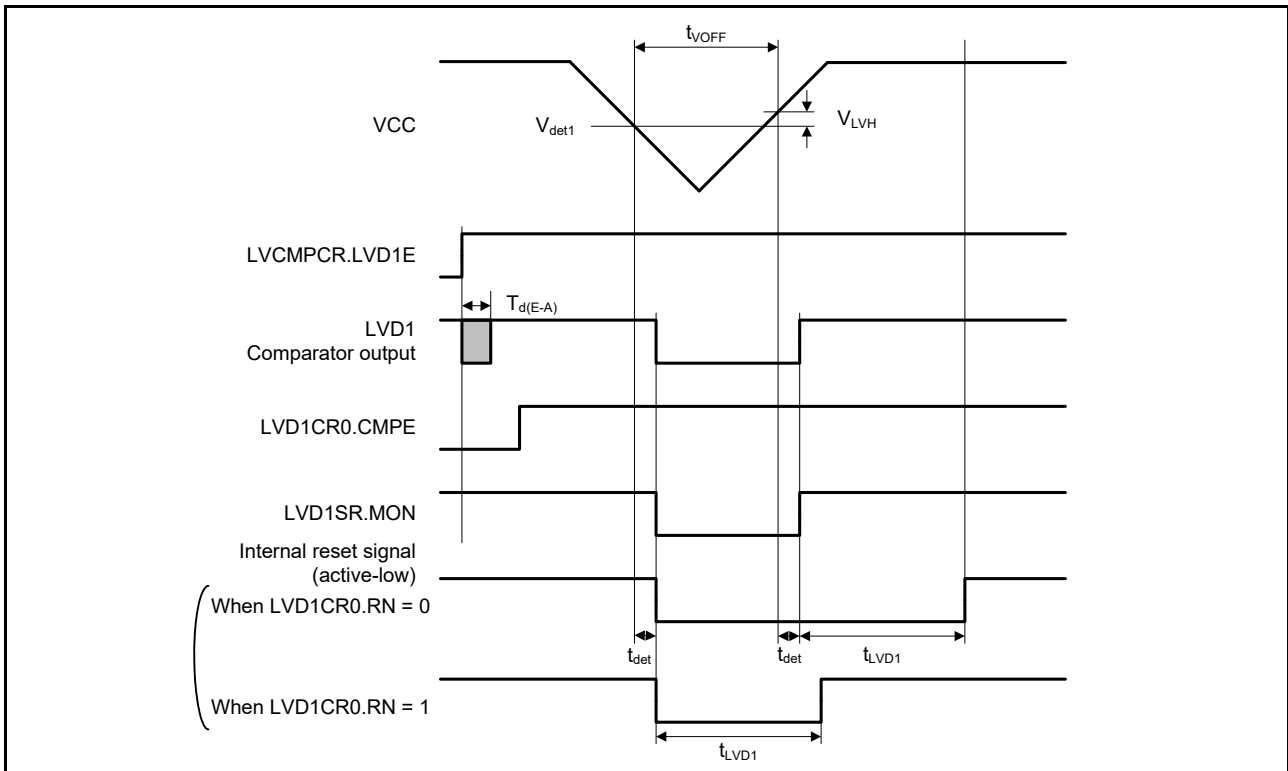 tVOFF
VCC
Vdet1
VLVH
LVCMPCR.LVD1E
Td(E-A)
LVD1
Comparator output
LVD1CR0.CMPE
LVD1SR.MON
Internal reset signal
(active-low)
When LVD1CR0.RN = 0
tdet
tdet
tLVD1
When LVD1CR0.RN = 1
tLVD1